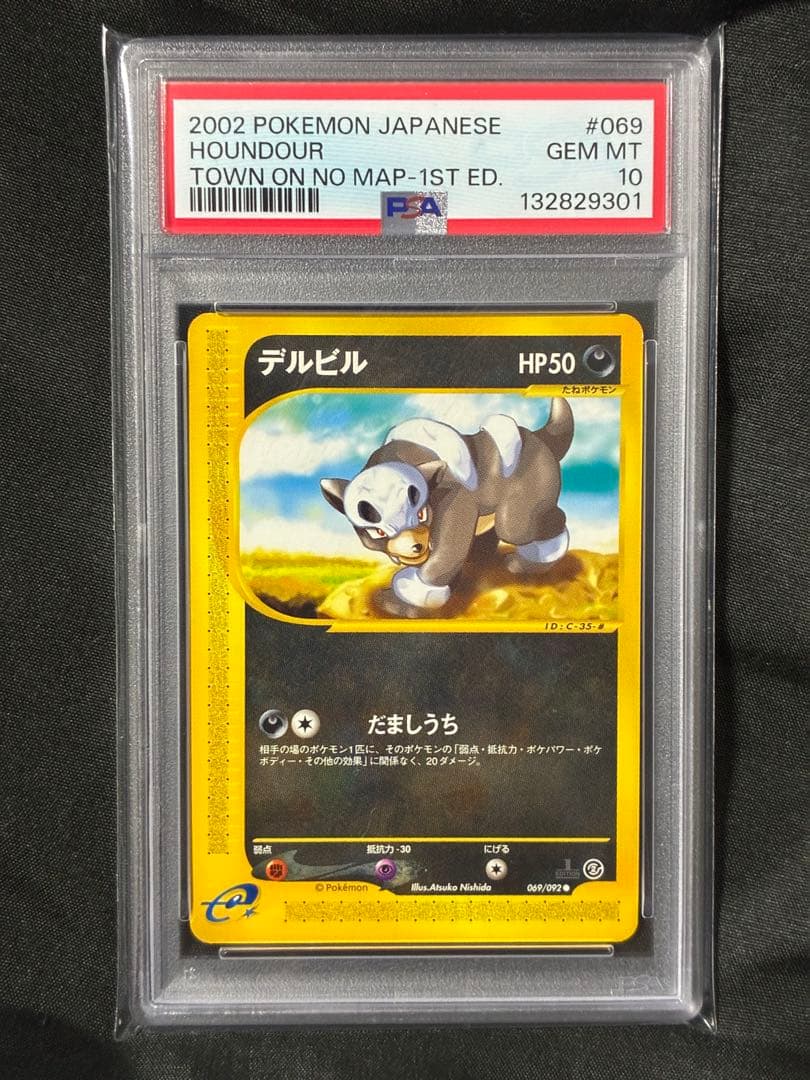 2002 POKEMON JAPANESE #069
HOUNDOUR GEM MT
TOWN ON NO MAP-1ST ED. 10
PSA 132829301
デルビル HP50
たねポケモン
ID:C-35-#
だましうち
相手の場のポケモン1匹に、そのポケモンの「弱点・抵抗力・ポケパワー・ポケ
ボディー・その他の効果」に関係なく、20ダメージ。
弱点 抵抗力-30 にげる
1 EDITION
©Pokémon Illus.Atsuko Nishida 069/092●
e
PSA